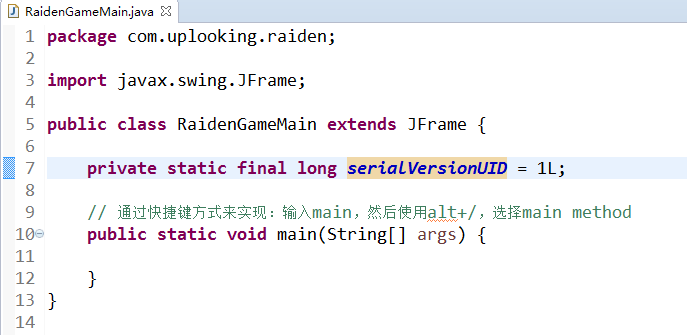 RaidenGameMain.java
1 package com.uplooking.raiden;
2
3 import javax.swing.JFrame;
4
5 public class RaidenGameMain extends JFrame {
6
7     private static final long serialVersionUID = 1L;
8
9     // 通过快捷键方式来实现：输入main，然后使用alt+/，选择main method
10     public static void main(String[] args) {
11
12     }
13 }
14